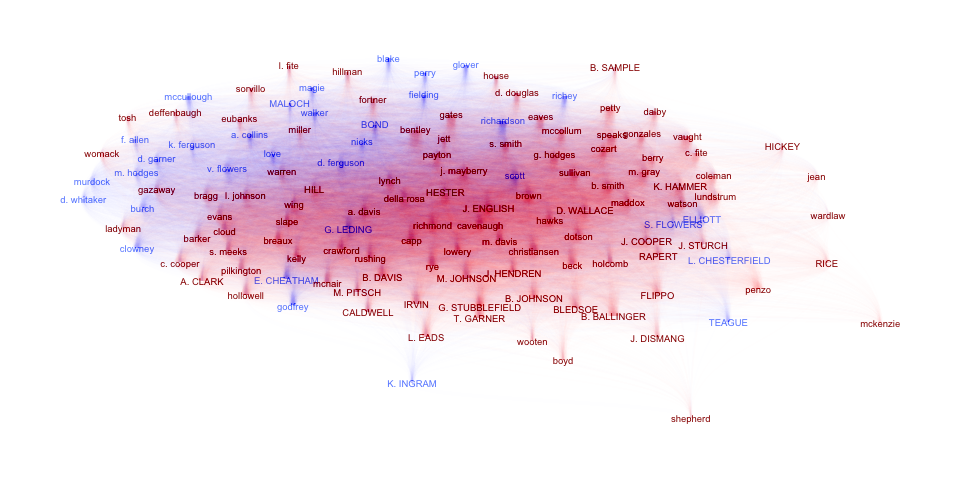 blake
l. fite
glover
B. SAMPLE
hillman
perry
house
sorvillo
magie
mccullough
fortner
fielding
d. douglas
richey
MALOCH
petty
deffenbaugh
walker
gates
dalby
tosh
eubanks
richardson
eaves
BOND
miller
bentley
mccollum
a. collins
speaks
gonzales
vaught
f. allen
jett
nicks
k. ferguson
s. smith
HICKEY
cozart
womack
love
payton
g. hodges
c. fite
d. garner
d. ferguson
berry
v. flowers
warren
j. mayberry
sullivan
m. gray
m. hodges
scott
coleman
jean
murdock
lynch
gazaway
HILL
b. smith
K. HAMMER
bragg
l. johnson
HESTER
brown
lundstrum
d. whitaker
della rosa
maddox
watson
wing
burch
J. ENGLISH
a. davis
D. WALLACE
evans
wardlaw
slape
hawks
ELLIOTT
richmond
cavenaugh
S. FLOWERS
ladyman
cloud
G. LEDING
barker
breaux
capp
m. davis
dotson
J. COOPER
J. STURCH
clowney
s. meeks
crawford
lowery
christiansen
kelly
rushing
RAPERT
L. CHESTERFIELD
c. cooper
rye
beck
holcomb
RICE
pilkington
J. HENDREN
A. CLARK
E. CHEATHAM
mcnair
B. DAVIS
M. JOHNSON
penzo
hollowell
M. PITSCH
B. JOHNSON
FLIPPO
godfrey
IRVIN
G. STUBBLEFIELD
BLEDSOE
CALDWELL
T. GARNER
B. BALLINGER
TEAGUE
mckenzie
L. EADS
wooten
J. DISMANG
boyd
K. INGRAM
shepherd